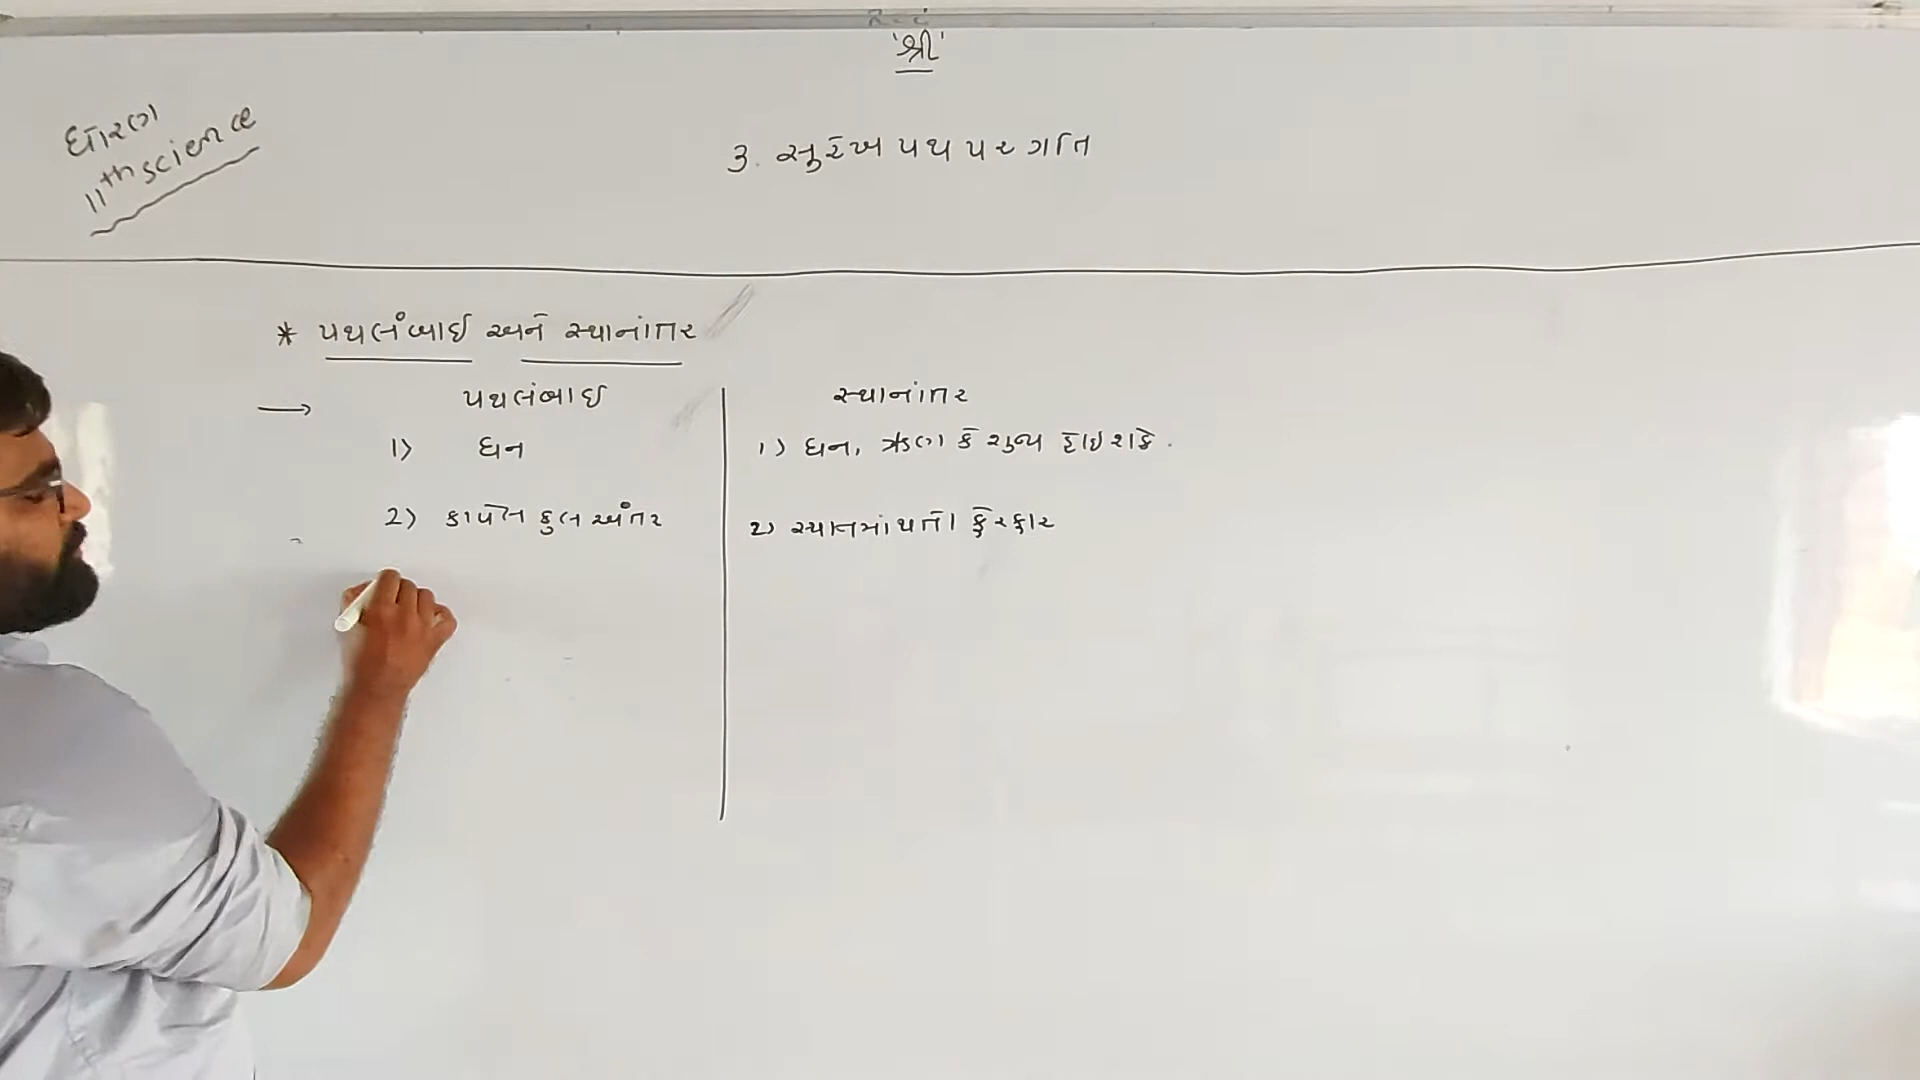 'શ્રી'
ધોરણ
11th science
3. સુરેખ પથ પર ગતિ
* પથલંબાઈ અને સ્થાનાંતર
→ પથલંબાઈ
1) ધન
2) કાપેલ કુલ અંતર
સ્થાનાંતર
1) ધન, ઋણ કે શુન્ય હોઇ શકે.
2) સ્થાનમાં થતો ફેરફાર